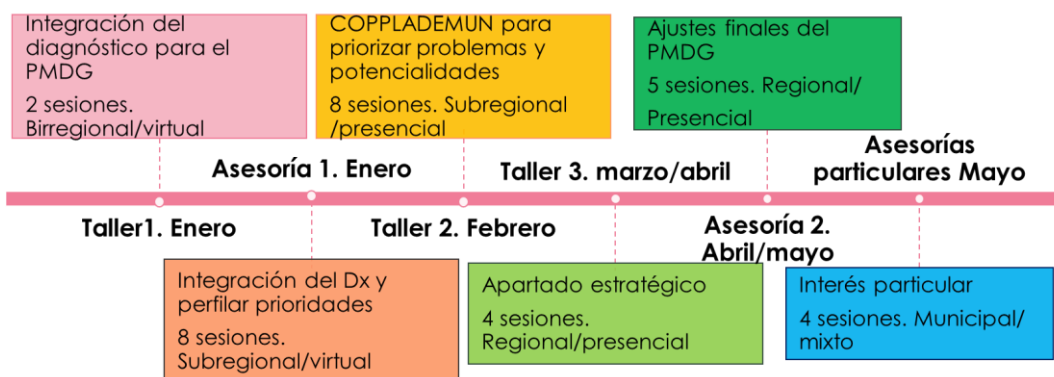 Integración del
diagnóstico para el
PMDG
2 sesiones.
Birregional/virtual
COPPLADEMUN para
priorizar problemas y
potencialidades
8 sesiones. Subregional
/presencial
Ajustes finales del
PMDG
5 sesiones. Regional/
Presencial
Asesoría 1. Enero
Taller 3. marzo/abril
Asesorías
particulares Mayo
Taller1. Enero
Taller 2. Febrero
Asesoría 2.
Abril/mayo
Integración del Dx y
perfilar prioridades
8 sesiones.
Subregional/virtual
Apartado estratégico
4 sesiones.
Regional/presencial
Interés particular
4 sesiones. Municipal/
mixto